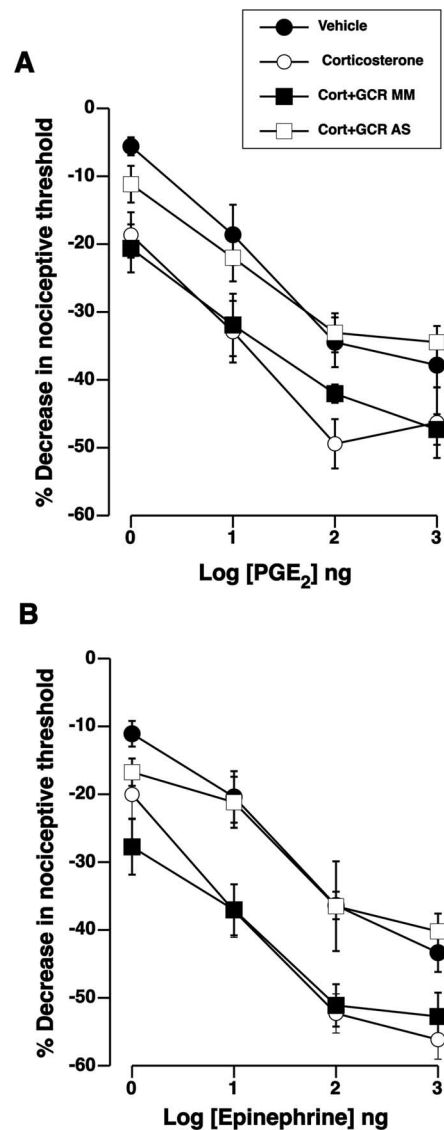 Vehicle
Corticosterone
Cort+GCR MM
Cort+GCR AS
A
% Decrease in nociceptive threshold
0
-10
-20
-30
-40
-50
-60
0 1 2 3
Log [PGE2] ng
B
% Decrease in nociceptive threshold
0
-10
-20
-30
-40
-50
-60
0 1 2 3
Log [Epinephrine] ng